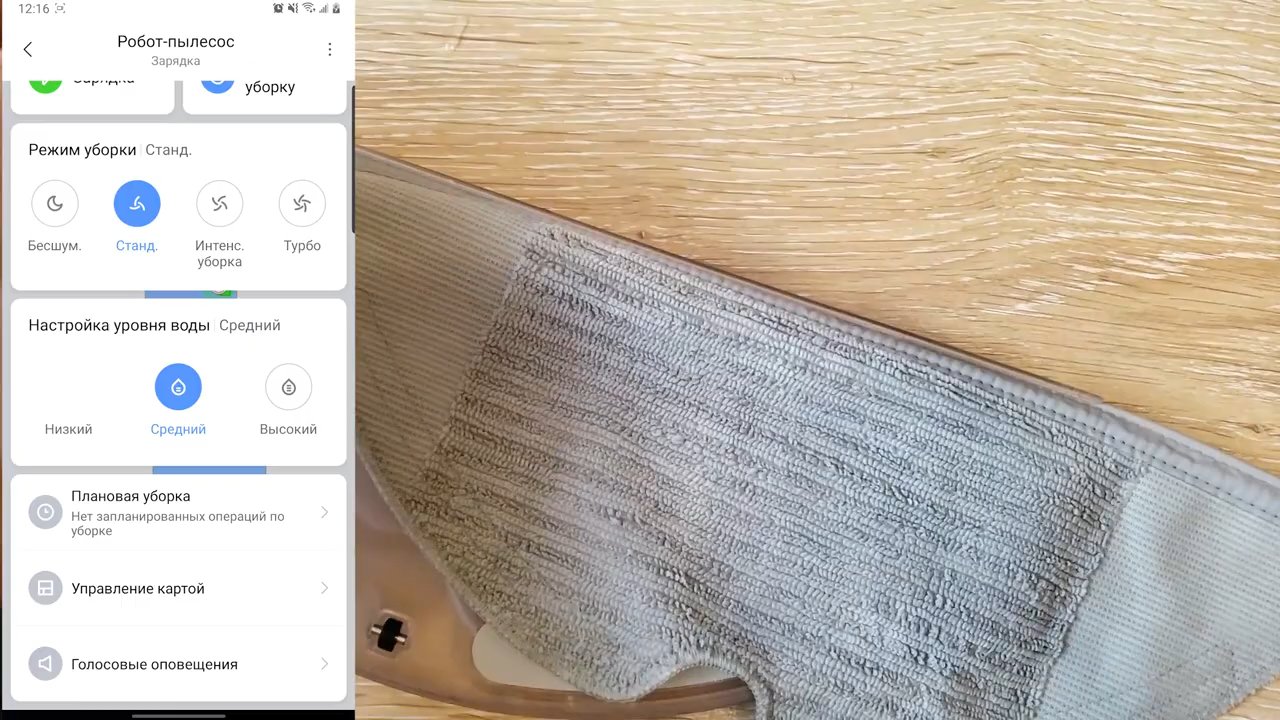 12:16
Робот-пылесос
Зарядка
Зарядка
уборку
Режим уборки Станд.
Бесшум.
Станд.
Интенс.
уборка
Турбо
Настройка уровня воды Средний
Низкий
Средний
Высокий
Плановая уборка
Нет запланированных операций по
уборке
Управление картой
Голосовые оповещения